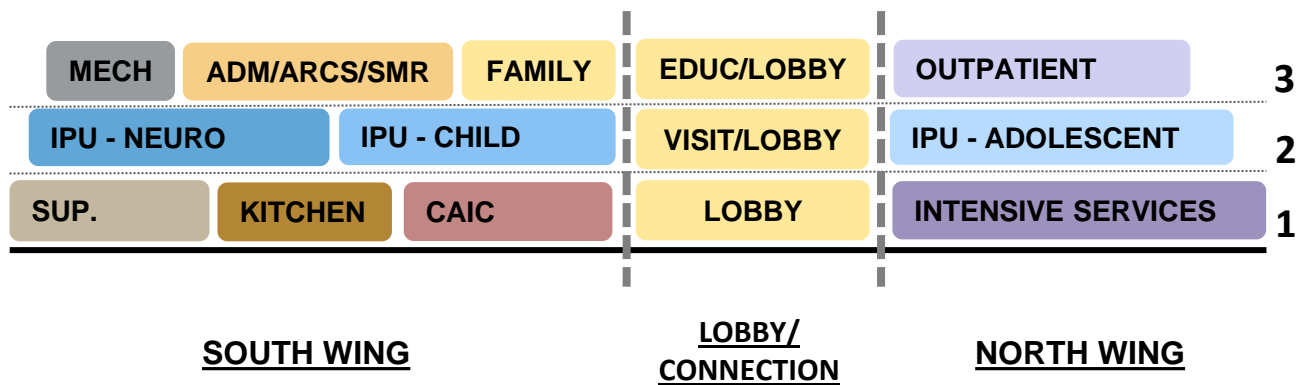 MECH ADM/ARCS/SMR FAMILY EDUC/LOBBY OUTPATIENT 3
IPU - NEURO IPU - CHILD VISIT/LOBBY IPU - ADOLESCENT 2
SUP. KITCHEN CAIC LOBBY INTENSIVE SERVICES 1
SOUTH WING
LOBBY/
CONNECTION
NORTH WING